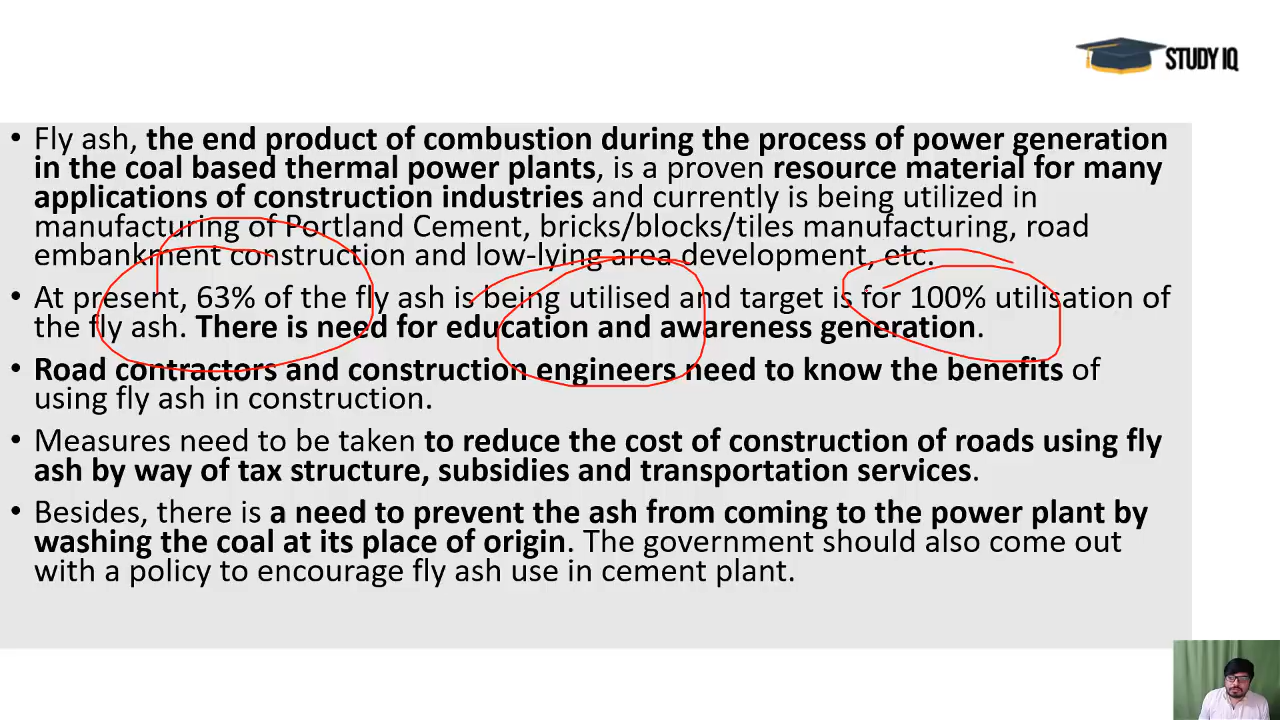 STUDY IQ
• Fly ash, the end product of combustion during the process of power generation
in the coal based thermal power plants, is a proven resource material for many
applications of construction industries and currently is being utilized in
manufacturing of Portland Cement, bricks/blocks/tiles manufacturing, road
embankment construction and low-lying area development, etc.
• At present, 63% of the fly ash is being utilised and target is for 100% utilisation of
the fly ash. There is need for education and awareness generation.
• Road contractors and construction engineers need to know the benefits of
using fly ash in construction.
• Measures need to be taken to reduce the cost of construction of roads using fly
ash by way of tax structure, subsidies and transportation services.
• Besides, there is a need to prevent the ash from coming to the power plant by
washing the coal at its place of origin. The government should also come out
with a policy to encourage fly ash use in cement plant.